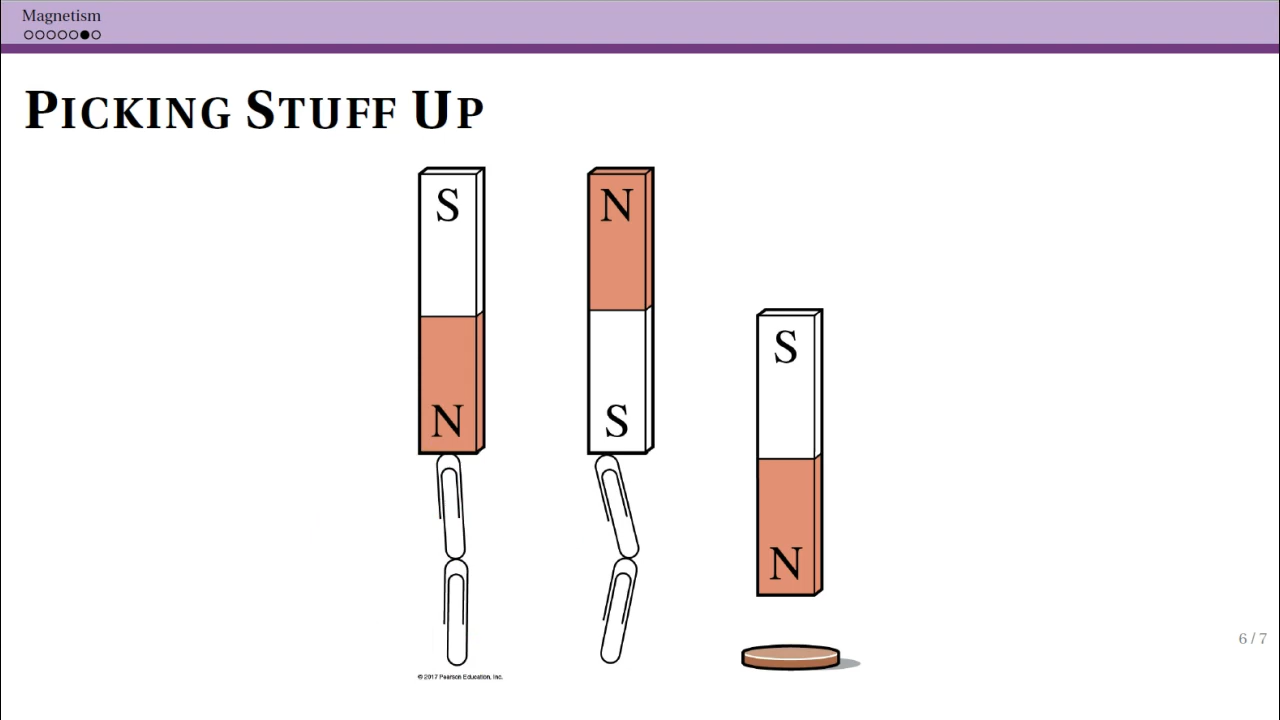 Magnetism
PICKING STUFF UP
S
N
N
S
S
N
6 / 7
© 2017 Pearson Education, Inc.